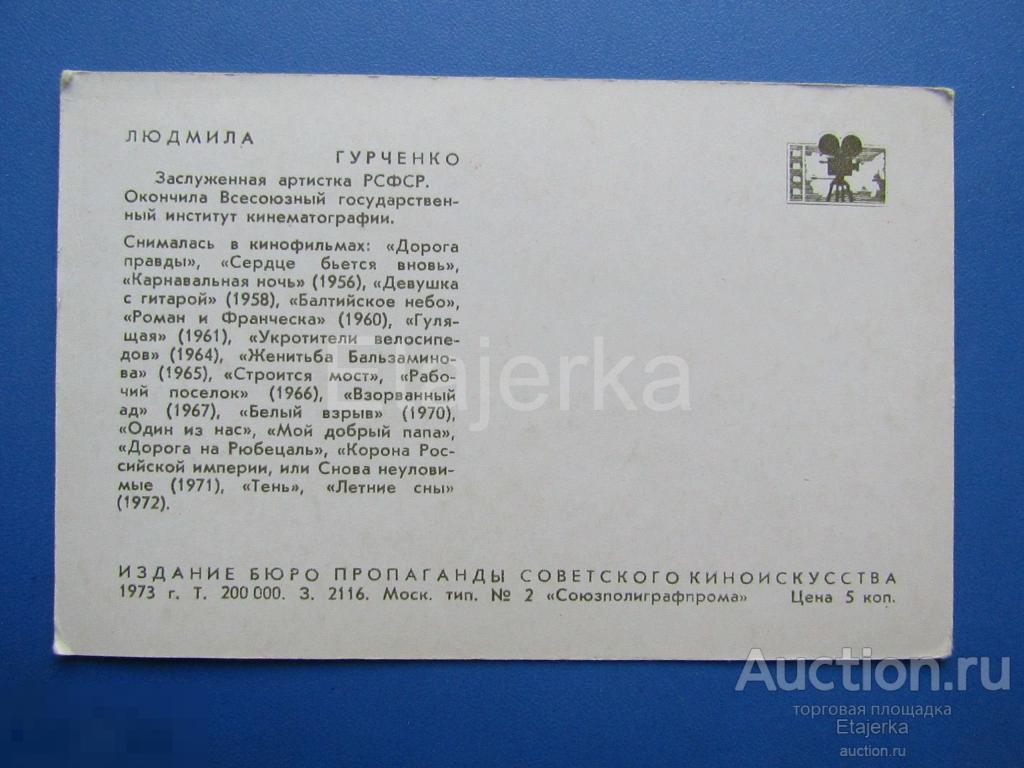 ЛЮДМИЛА
ГУРЧЕНКО
Заслуженная артистка РСФСР.
Окончила Всесоюзный государствен-
ный институт кинематографии.
Снималась в кинофильмах: «Дорога
правды», «Сердце бьется вновь»,
«Карнавальная ночь» (1956), «Девушка
с гитарой» (1958), «Балтийское небо»,
«Роман и Франческа» (1960), «Гуля-
щая» (1961), «Укротители велосипе-
дов» (1964), «Женитьба Бальзамино-
ва» (1965), «Строится мост», «Рабо-
чий поселок» (1966), «Взорванный
ад» (1967), «Белый взрыв» (1970),
«Один из нас», «Мой добрый папа»,
«Дорога на Рюбецаль», «Корона Рос-
сийской империи, или Снова неулови-
мые (1971), «Тень», «Летние сны»
(1972).
Etajerka
ИЗДАНИЕ БЮРО ПРОПАГАНДЫ СОВЕТСКОГО КИНОИСКУССТВА
1973 г. Т. 200 000. З. 2116. Моск. тип. № 2 «Союзполиграфпрома» Цена 5 коп.
Auction.ru
торговая площадка
Etajerka
auction.ru